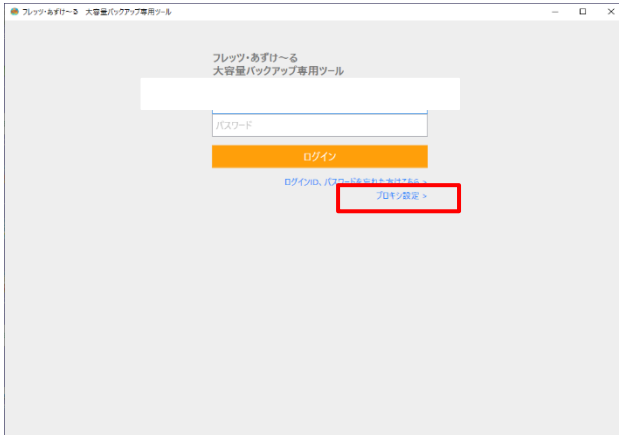 フレッツ・あずけ～る 大容量バックアップ専用ツール
フレッツ・あずけ～る
大容量バックアップ専用ツール
パスワード
ログイン
ログインID、パスワードを忘れた方はこちら >
プロキシ設定 >